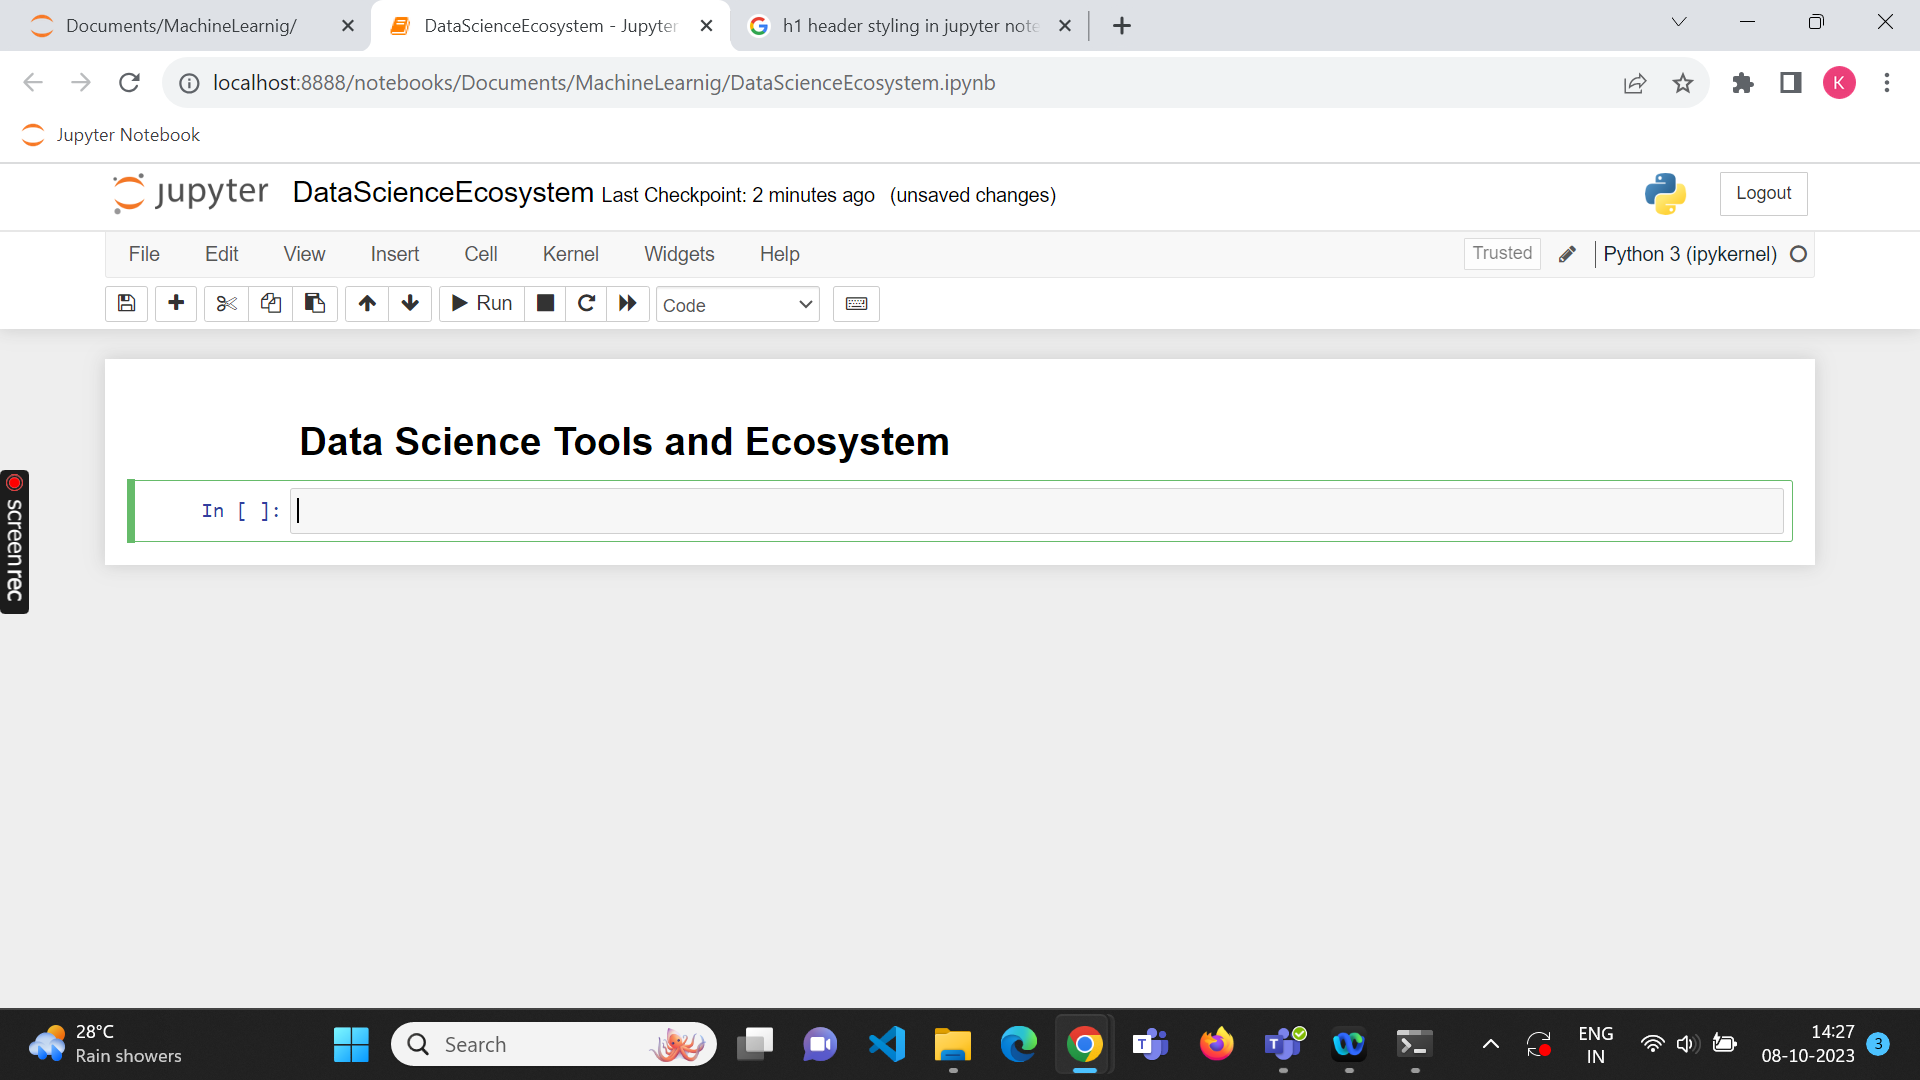 Documents/MachineLearnig/
DataScienceEcosystem - Jupyter
h1 header styling in jupyter note
localhost:8888/notebooks/Documents/MachineLearnig/DataScienceEcosystem.ipynb
K
Jupyter Notebook
jupyter DataScienceEcosystem Last Checkpoint: 2 minutes ago (unsaved changes)
Logout
File Edit View Insert Cell Kernel Widgets Help
Trusted Python 3 (ipykernel)
Run Code
Data Science Tools and Ecosystem
In [ ]:
screen rec
28°C
Rain showers
Search
ENG
IN
14:27
08-10-2023
3